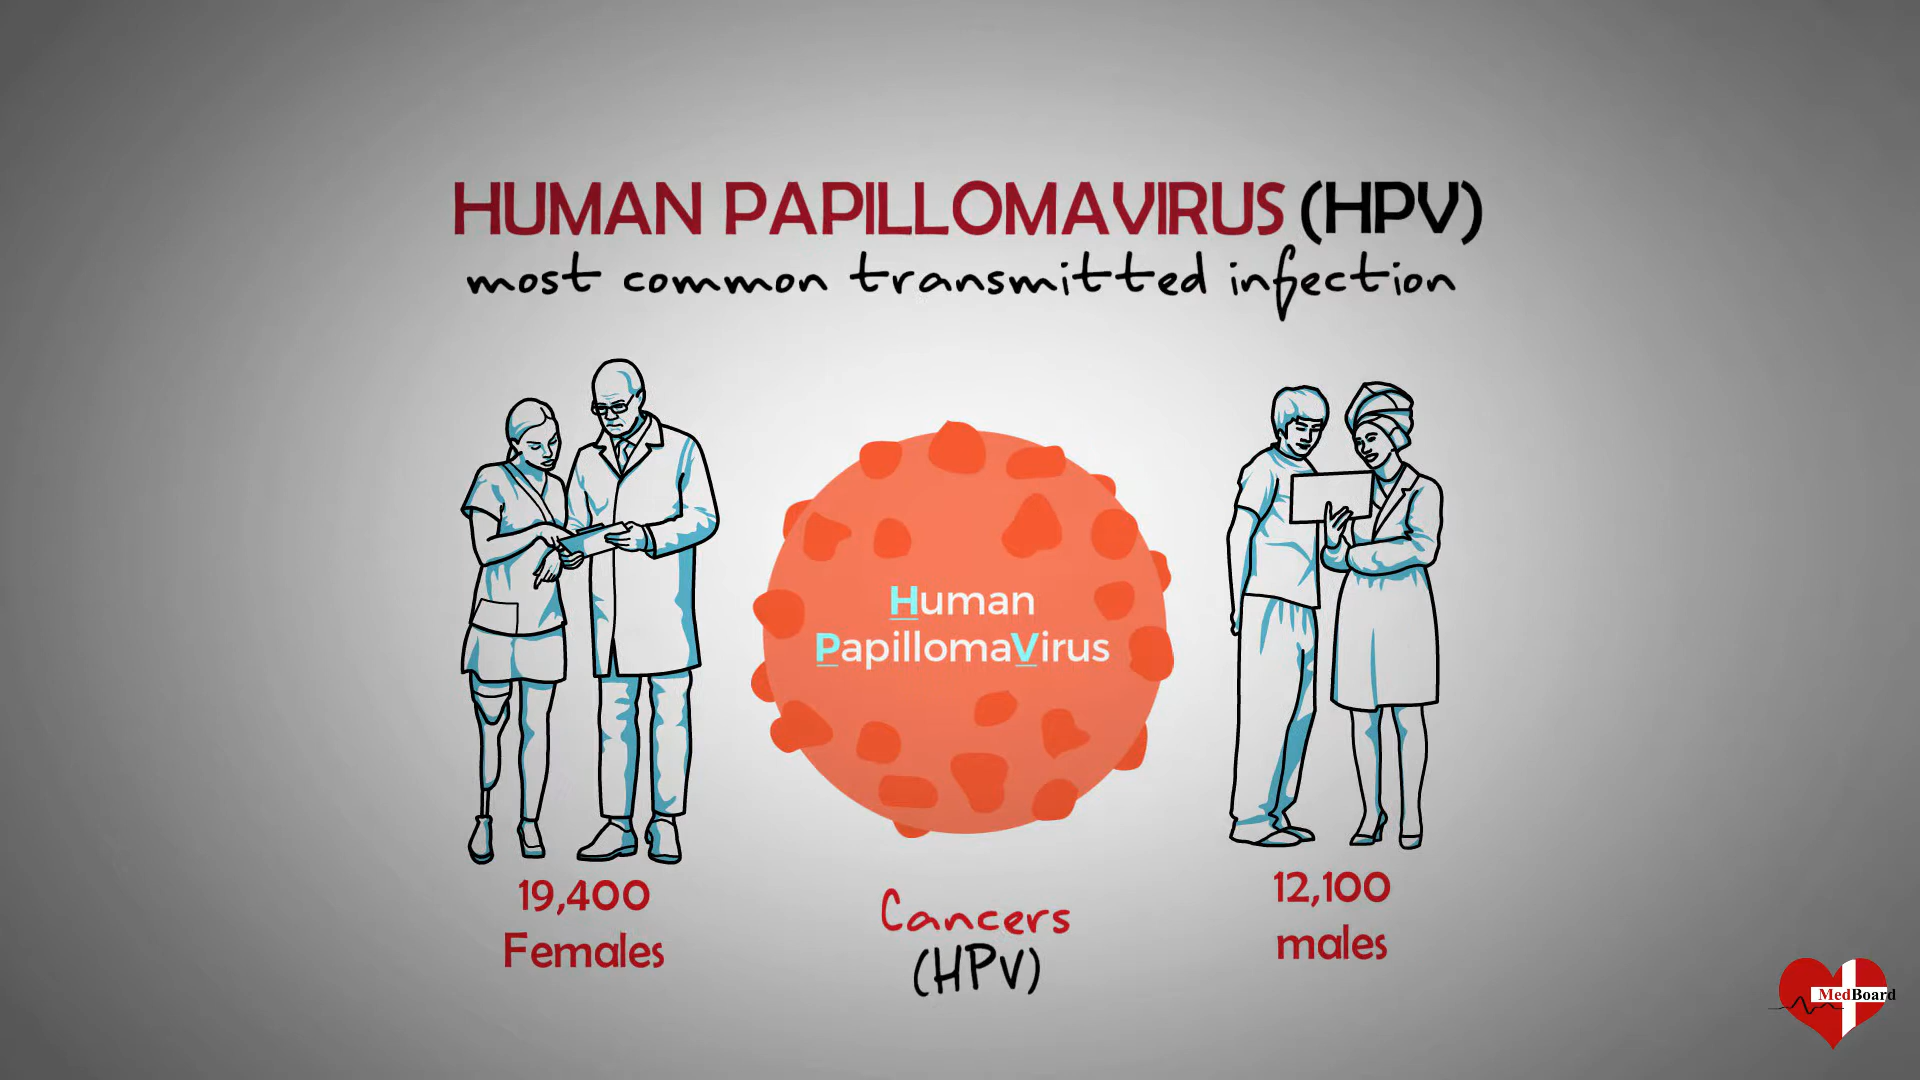 HUMAN PAPILLOMAVIRUS (HPV)
most common transmitted infection
Human
PapillomaVirus
19,400
Females
Cancers
(HPV)
12,100
males
MedBoard